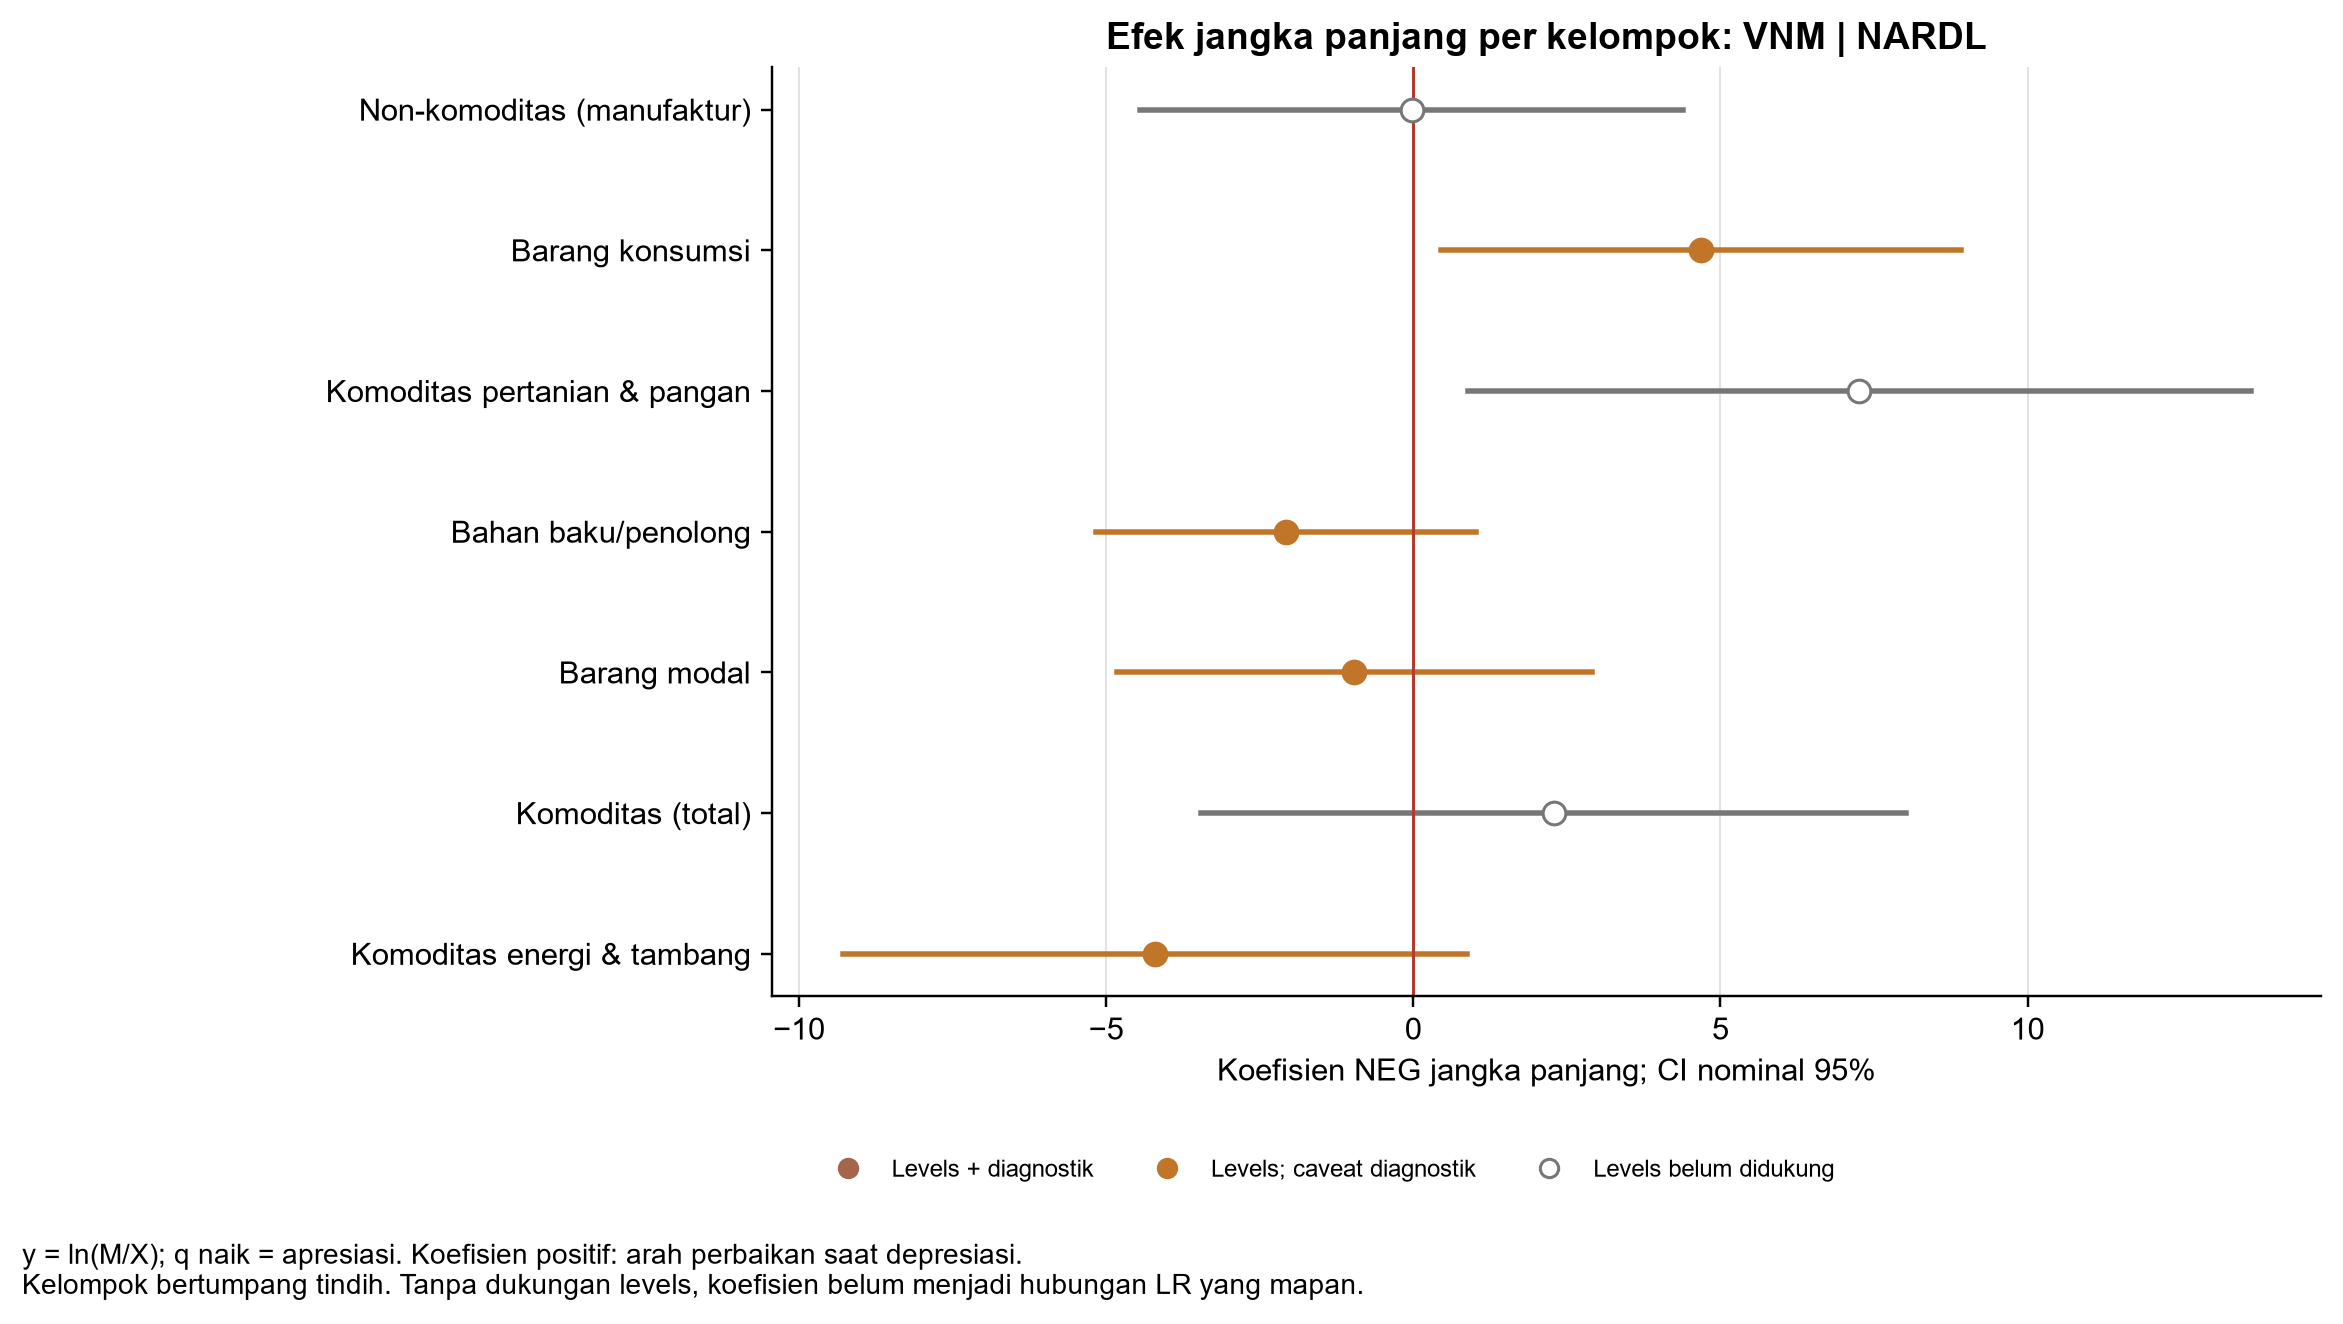 Efek jangka panjang per kelompok: VNM | NARDL
Non-komoditas (manufaktur)
Barang konsumsi
Komoditas pertanian & pangan
Bahan baku/penolong
Barang modal
Komoditas (total)
Komoditas energi & tambang
−10 −5 0 5 10
Koefisien NEG jangka panjang; CI nominal 95%
Levels + diagnostik Levels; caveat diagnostik Levels belum didukung
y = ln(M/X); q naik = apresiasi. Koefisien positif: arah perbaikan saat depresiasi.
Kelompok bertumpang tindih. Tanpa dukungan levels, koefisien belum menjadi hubungan LR yang mapan.